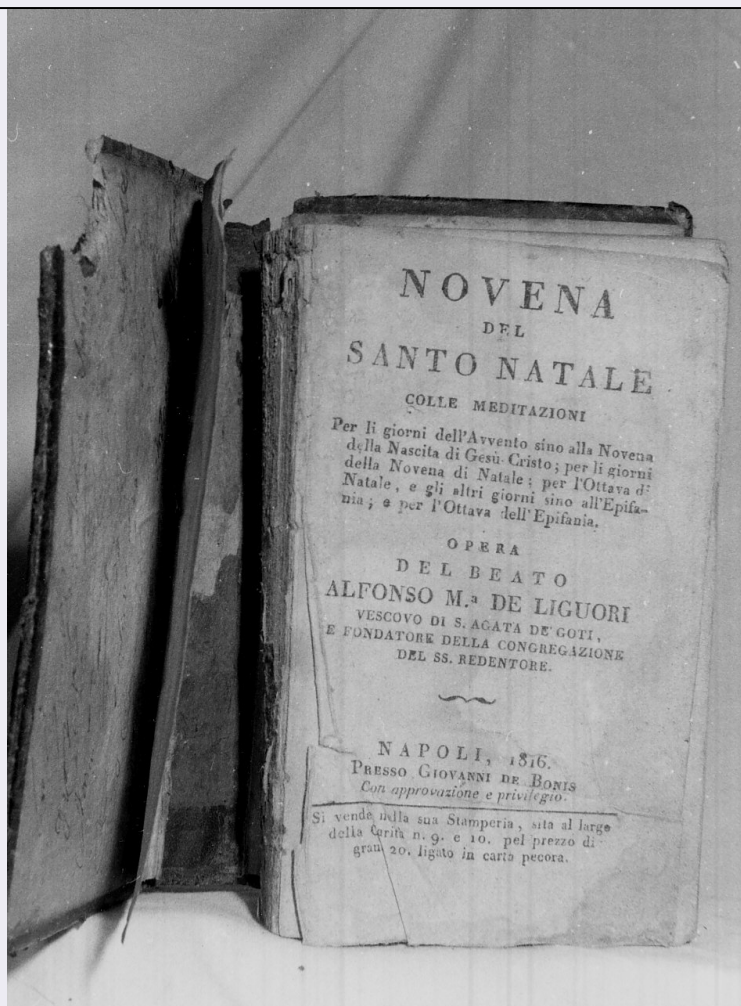 NOVENA
DEL
SANTO NATALE
COLLE MEDITAZIONI
Per li giorni dell'Avvento sino alla Novena
della Nascita di Gesù-Cristo; per li giorni
della Novena di Natale; per l'Ottava di
Natale, e gli altri giorni sino all'Epifa-
nia; e per l'Ottava dell'Epifania.
OPERA
DEL BEATO
ALFONSO M.ª DE LIGUORI
VESCOVO DI S. AGATA DE' GOTI,
E FONDATORE DELLA CONGREGAZIONE
DEL SS. REDENTORE.
NAPOLI, 1816.
PRESSO GIOVANNI DE BONIS
Con approvazione e privilegio.
Si vende nella sua Stamperia, sita al largo
della Carità n. 9. e 10. pel prezzo di
gran 20. ligato in carta pecora.